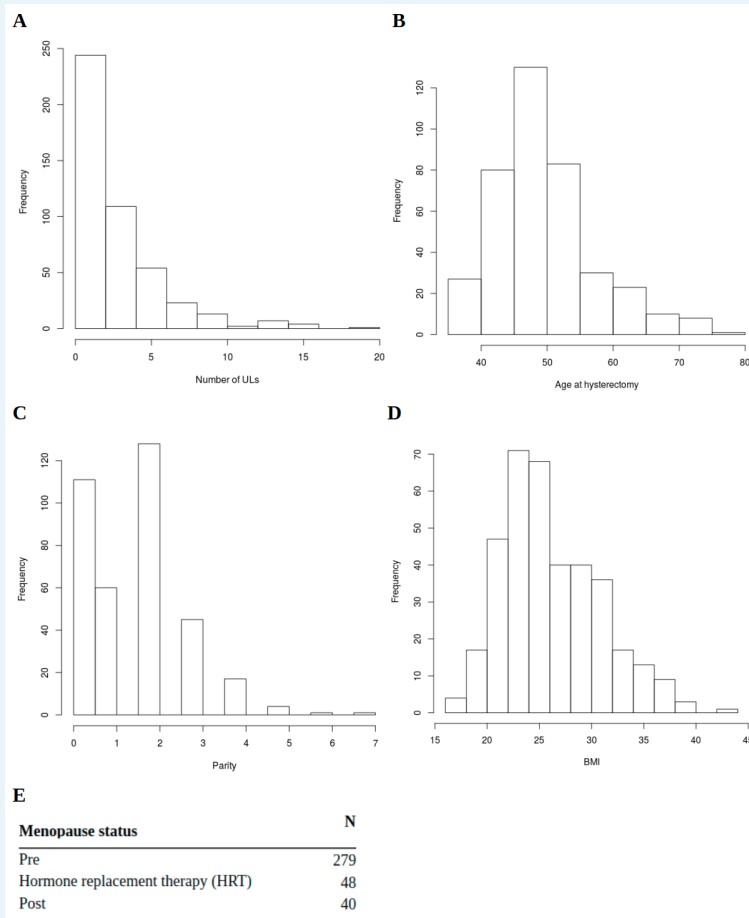 A
Frequency
0
50
100
150
200
250
0 5 10 15 20
Number of ULs
B
Frequency
0
20
40
60
80
100
120
40 50 60 70 80
Age at hysterectomy
C
Frequency
0
20
40
60
80
100
120
0 1 2 3 4 5 6 7
Parity
D
Frequency
0
10
20
30
40
50
60
70
15 20 25 30 35 40 45
BMI
E
Menopause status N
Pre 279
Hormone replacement therapy (HRT) 48
Post 40